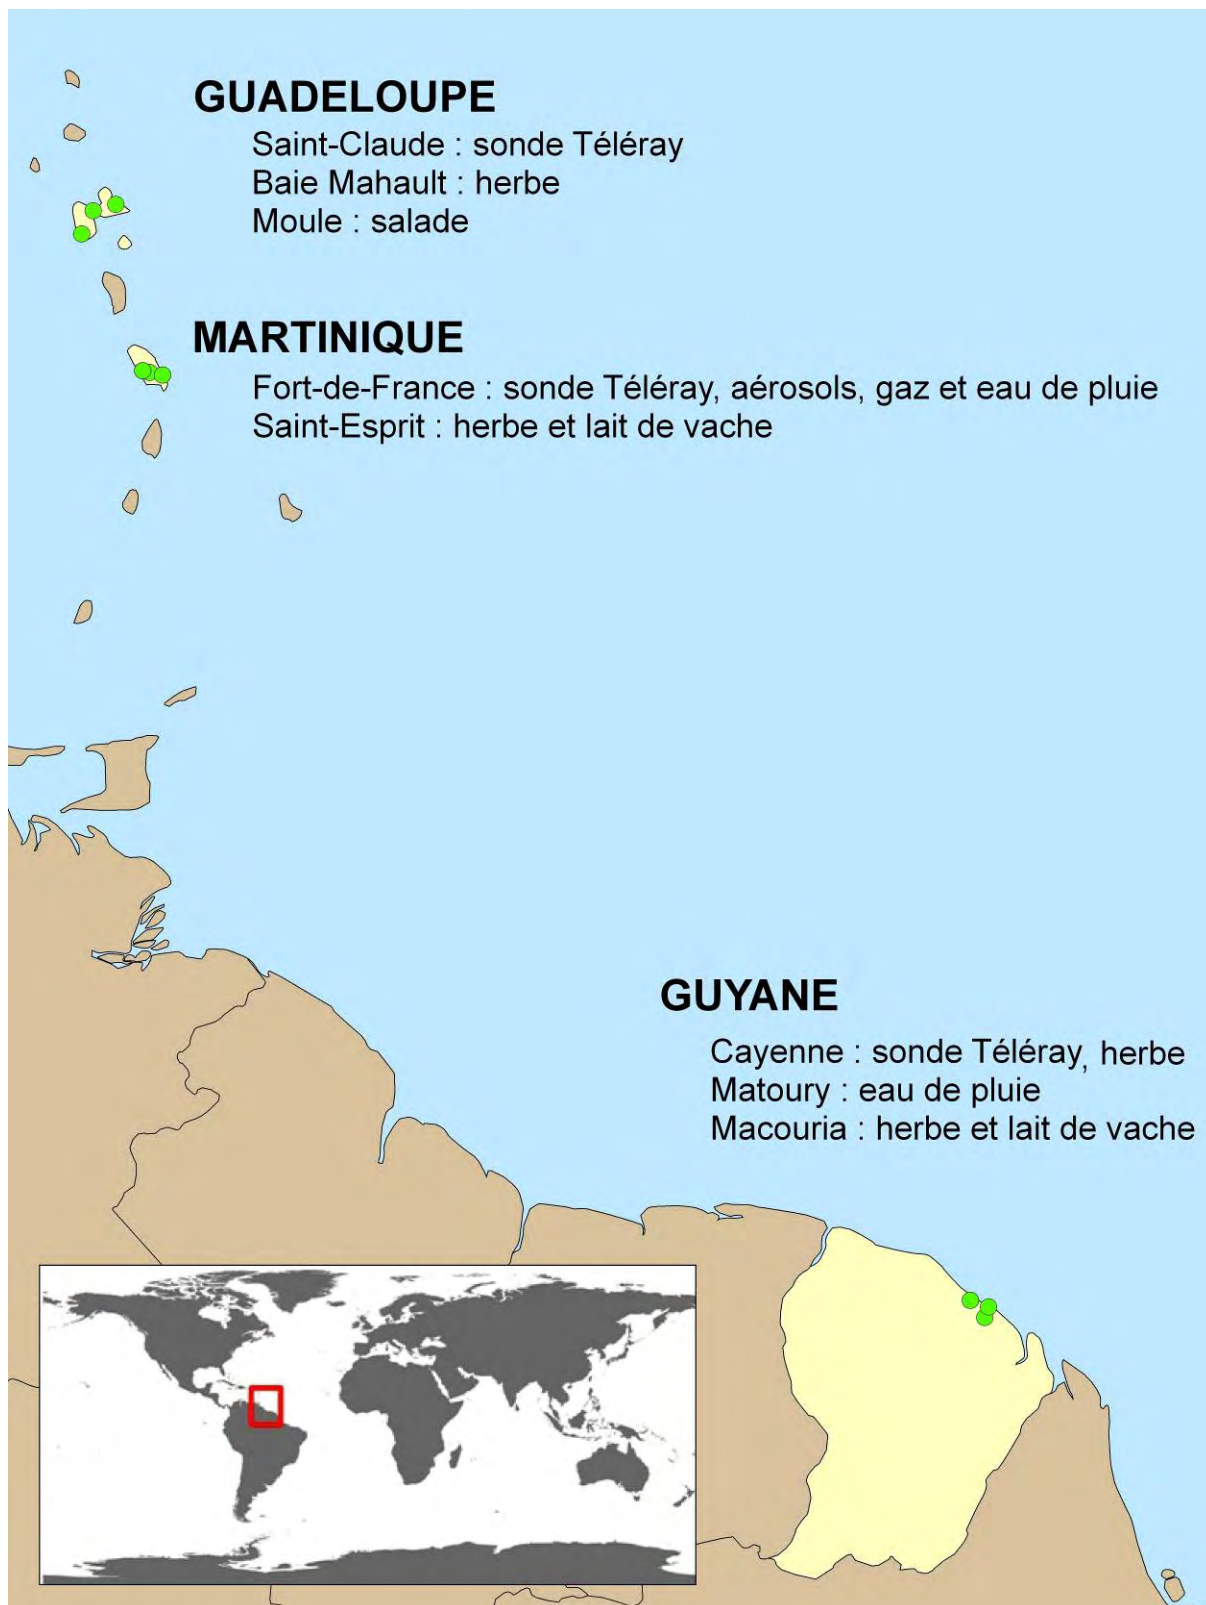 GUADELOUPE
Saint-Claude : sonde Téléray
Baie Mahault : herbe
Moule : salade
MARTINIQUE
Fort-de-France : sonde Téléray, aérosols, gaz et eau de pluie
Saint-Esprit : herbe et lait de vache
GUYANE
Cayenne : sonde Téléray, herbe
Matoury : eau de pluie
Macouria : herbe et lait de vache